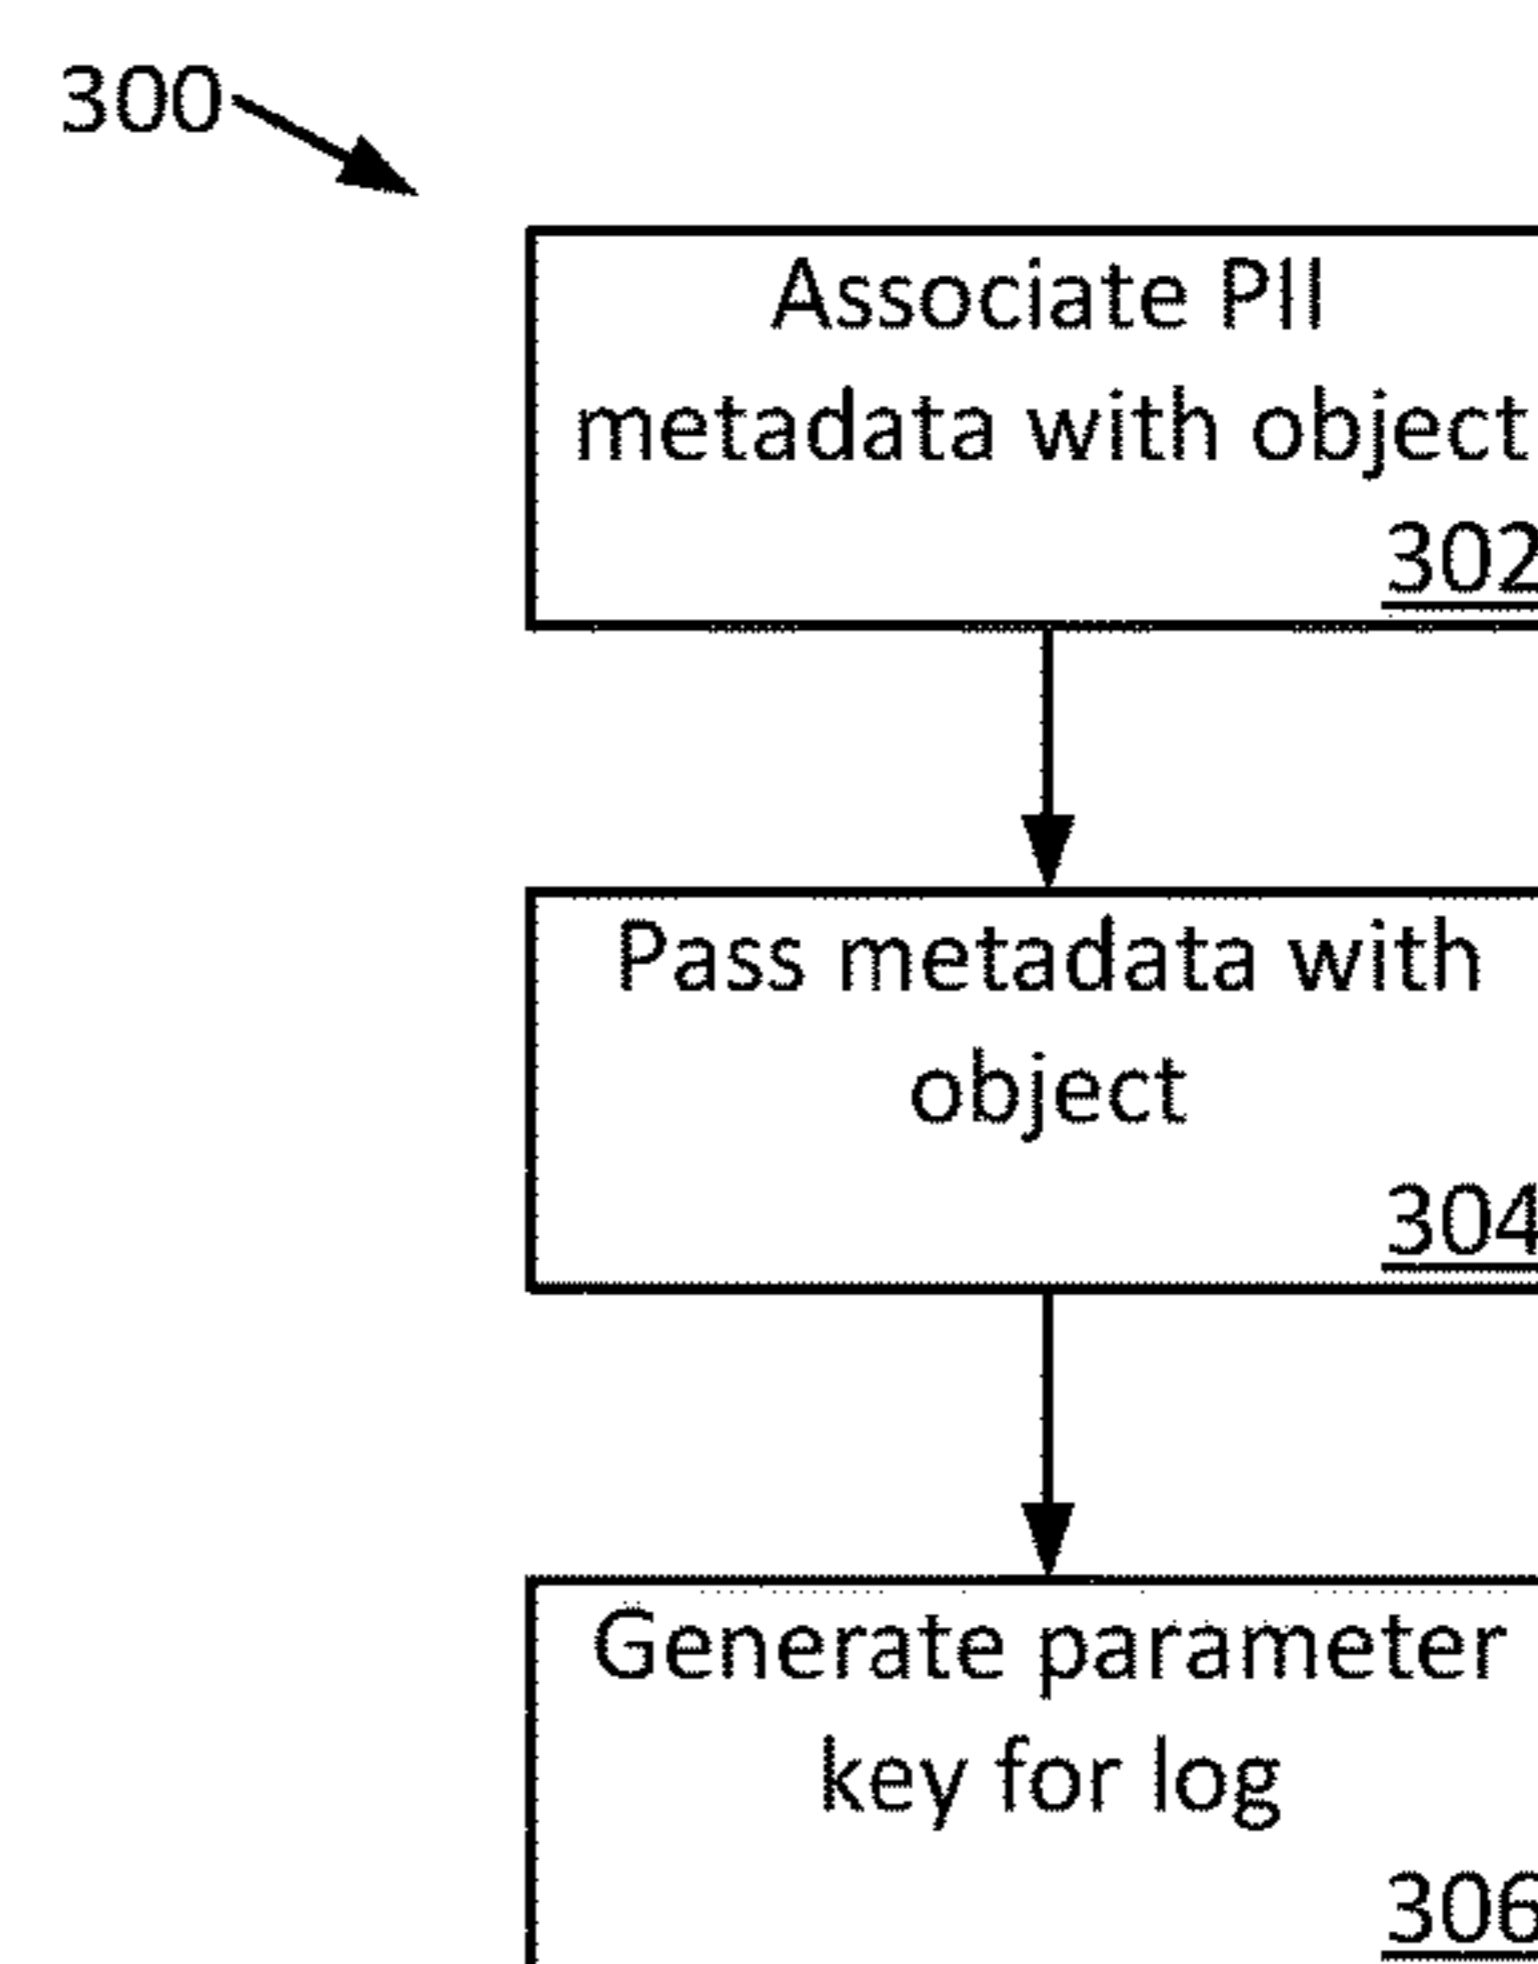 300
Associate PII
metadata with object
302
Pass metadata with
object
304
Generate parameter
key for log
306